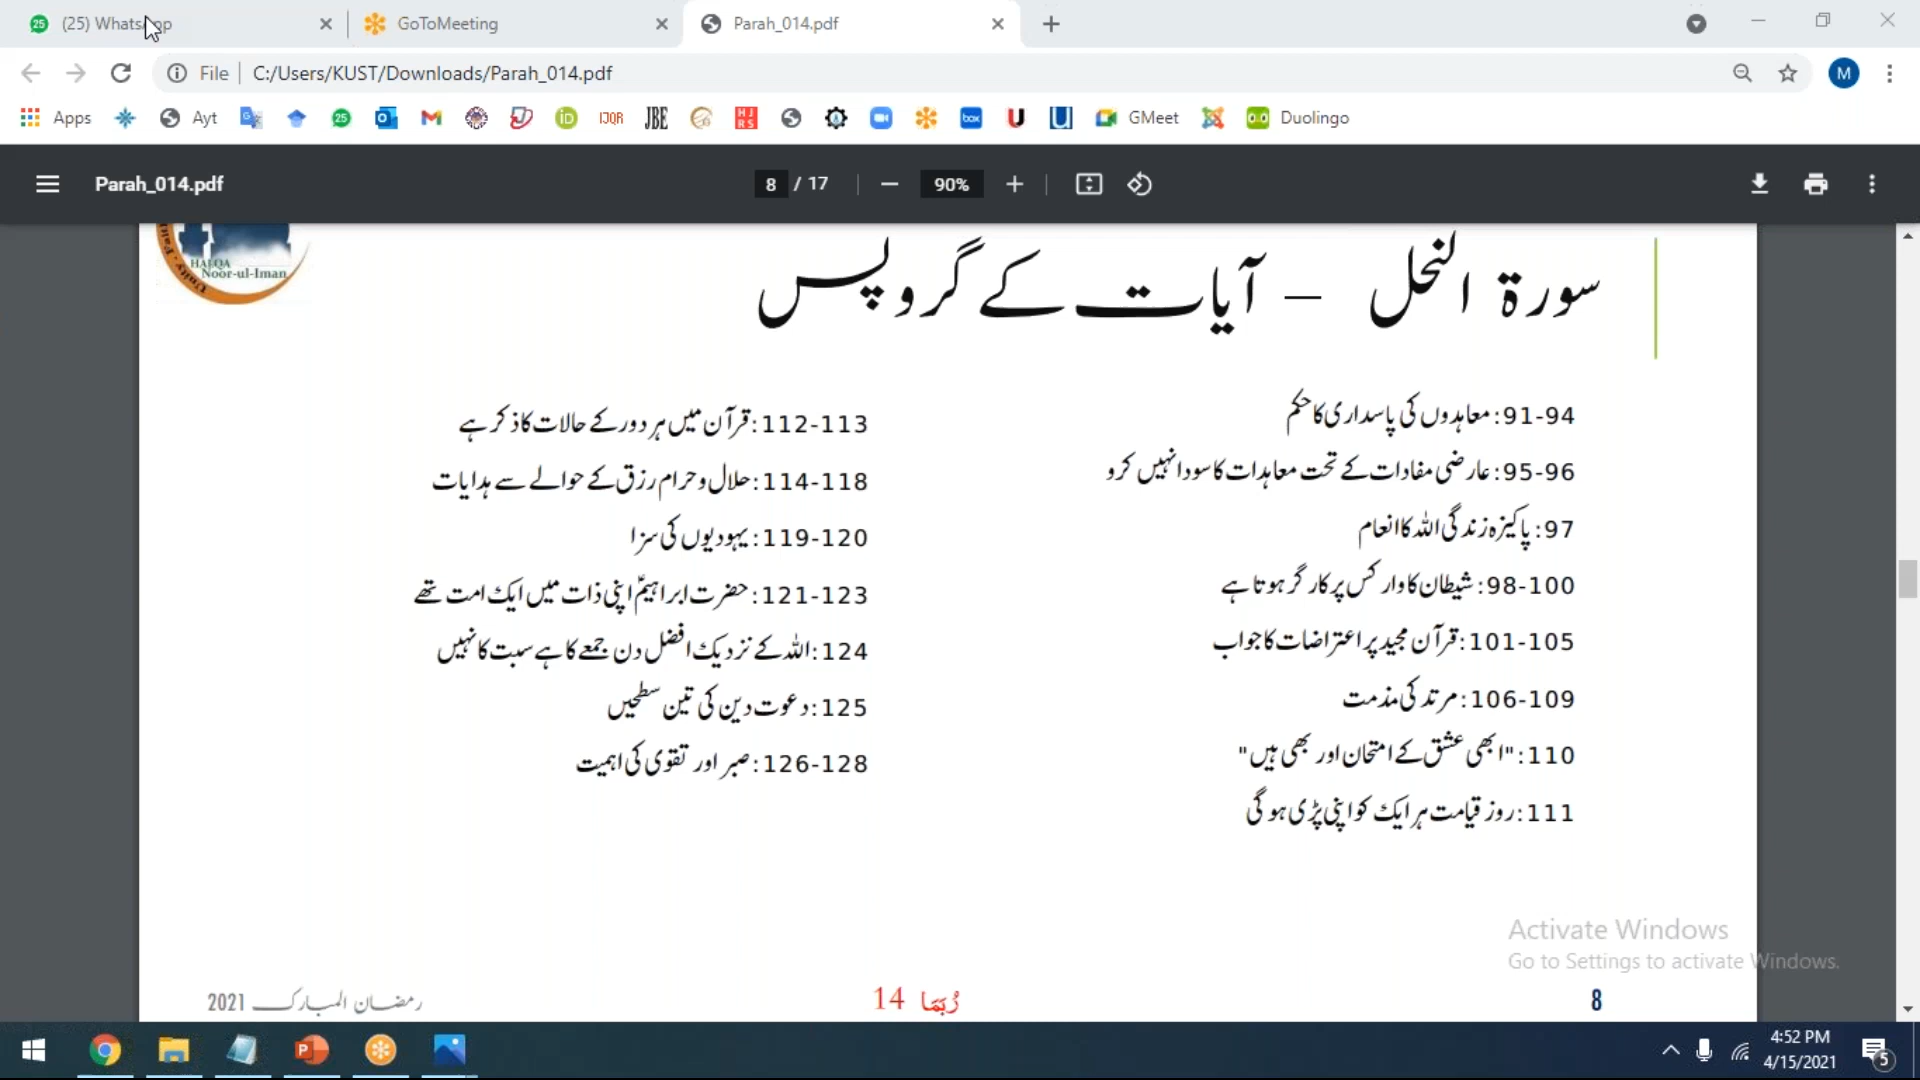 (25) WhatsApp
GoToMeeting
Parah_014.pdf
File
C:/Users/KUST/Downloads/Parah_014.pdf
M
Apps
Ayt
25
iD
IJQR
JBE
HJRS
box
U
GMeet
Duolingo
Parah_014.pdf
8 / 17
90%
HALQA
Noor-ul-Iman
سورۃ النحل – آیات کے گروپس
91-94: معاہدوں کی پاسداری کا حکم
95-96: عارضی مفادات کے تحت معاہدات کا سودا نہیں کرو
97: پاکیزہ زندگی اللہ کا انعام
98-100: شیطان کا وار کس پر کارگر ہوتا ہے
101-105: قرآن مجید پر اعتراضات کا جواب
106-109: مرتد کی مذمت
110: "ابھی عشق کے امتحان اور بھی ہیں"
111: روز قیامت ہر ایک کو اپنی پڑی ہوگی
112-113: قرآن میں ہر دور کے حالات کا ذکر ہے
114-118: حلال و حرام رزق کے حوالے سے ہدایات
119-120: یہودیوں کی سزا
121-123: حضرت ابراہیمؑ اپنی ذات میں ایک امت تھے
124: اللہ کے نزدیک افضل دن جمعے کا ہے سبت کا نہیں
125: دعوت دین کی تین سطحیں
126-128: صبر اور تقوی کی اہمیت
Activate Windows
Go to Settings to activate Windows.
رمضان المبارک 2021
رُبَمَا 14
8
4:52 PM
4/15/2021
5